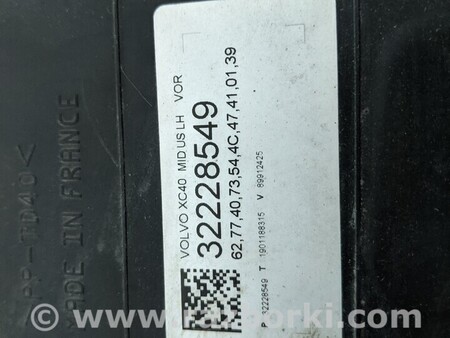 VOLVO XC40 MID US LH VOR
32228549
62,77,40,73,54,4C,47,41,01,39
P 32228549 T 1901188315 V 89912425
MADE IN FRANCE
www.razborki.com